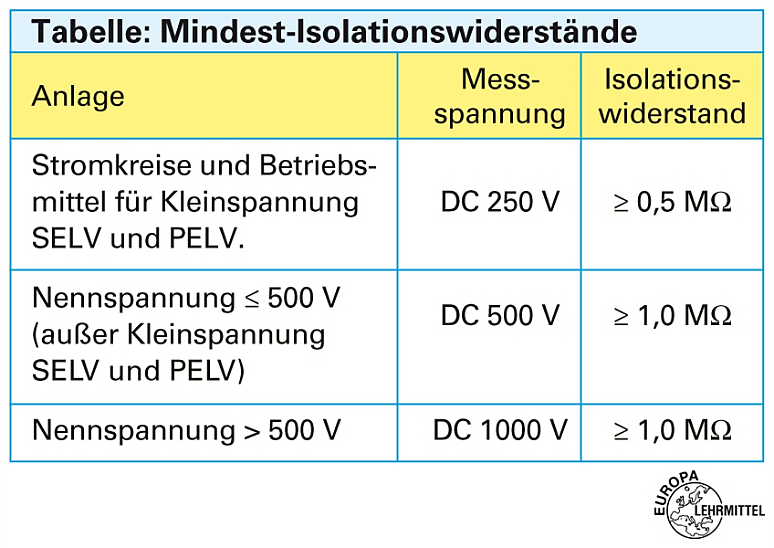 Tabelle: Mindest-Isolationswiderstände
Anlage
Mess-
spannung
Isolations-
widerstand
Stromkreise und Betriebs-
mittel für Kleinspannung
SELV und PELV.
DC 250 V
≥ 0,5 MΩ
Nennspannung ≤ 500 V
(außer Kleinspannung
SELV und PELV)
DC 500 V
≥ 1,0 MΩ
Nennspannung > 500 V
DC 1000 V
≥ 1,0 MΩ
EUROPA
LEHRMITTEL